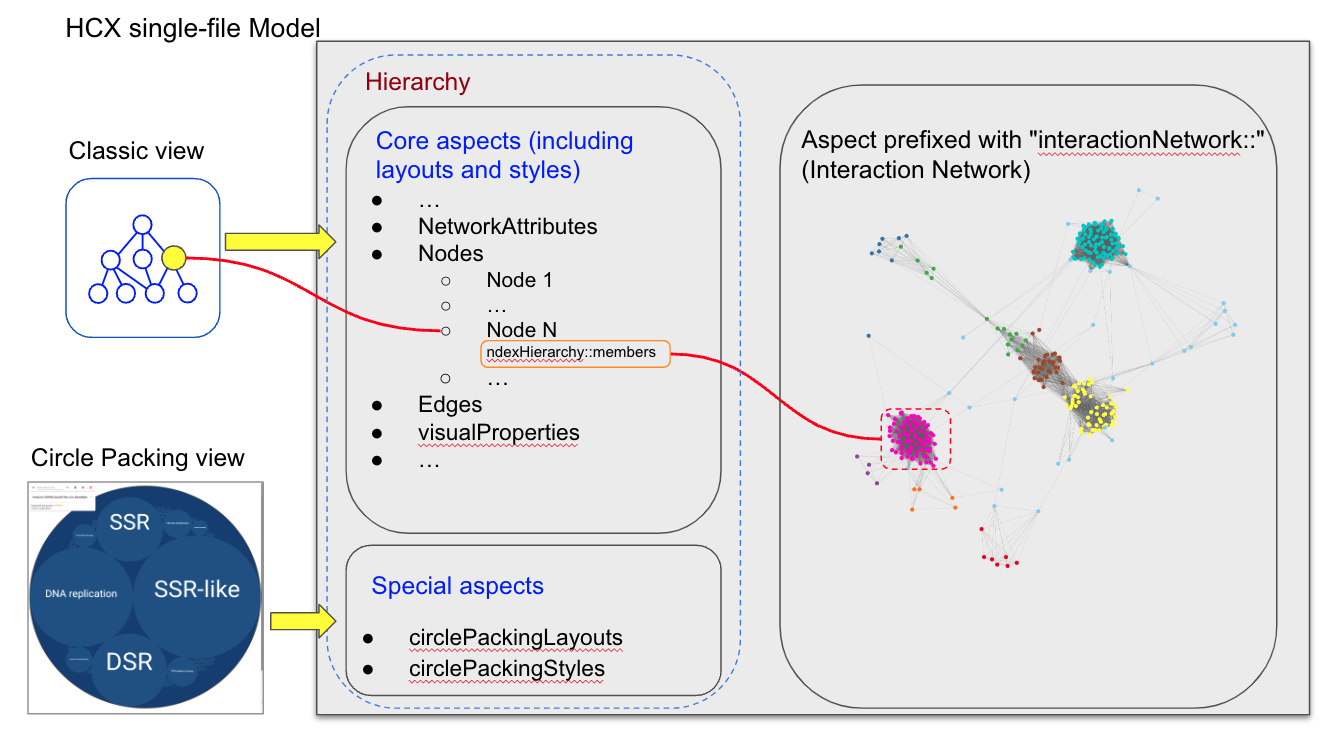 HCX single-file Model
Hierarchy
Core aspects (including
layouts and styles)
● …
● NetworkAttributes
● Nodes
○ Node 1
○ …
○ Node N
ndexHierarchy::members
○ …
● Edges
● visualProperties
● …
Special aspects
● circlePackingLayouts
● circlePackingStyles
Aspect prefixed with "interactionNetwork::"
(Interaction Network)
Classic view
Circle Packing view
SSR
DNA replication
SSR-like
DSR